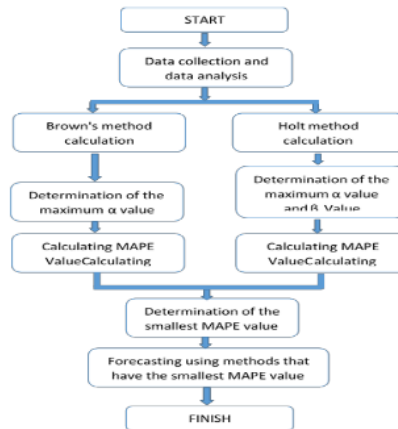 START
Data collection and
data analysis
Brown's method
calculation
Holt method
calculation
Determination of the
maximum α value
Determination of the
maximum α value
and β Value
Calculating MAPE
ValueCalculating
Calculating MAPE
ValueCalculating
Determination of the
smallest MAPE value
Forecasting using methods that
have the smallest MAPE value
FINISH